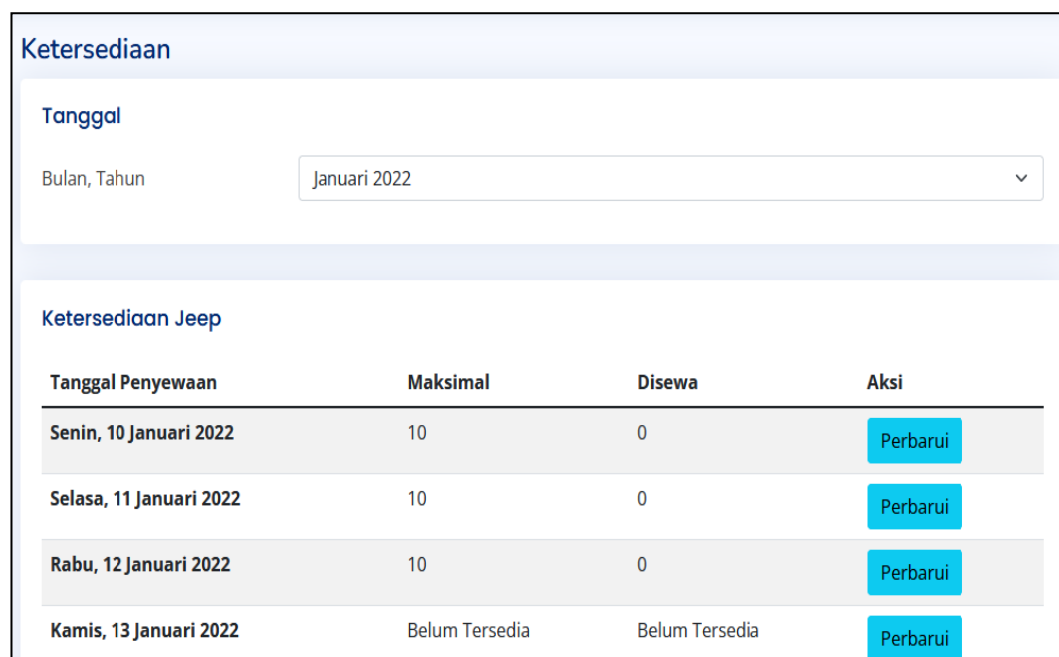 Ketersediaan
Tanggal
Bulan, Tahun Januari 2022
Ketersediaan Jeep
Tanggal Penyewaan Maksimal Disewa Aksi
Senin, 10 Januari 2022 10 0 Perbarui
Selasa, 11 Januari 2022 10 0 Perbarui
Rabu, 12 Januari 2022 10 0 Perbarui
Kamis, 13 Januari 2022 Belum Tersedia Belum Tersedia Perbarui